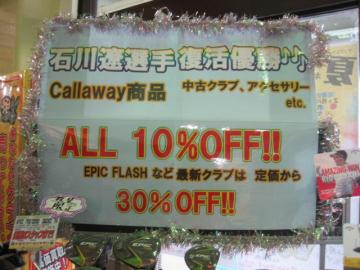 石川遼選手 復活優勝♪♪♪
Callaway商品
中古クラブ、アクセサリー
etc.
ALL 10%OFF!!
EPIC FLASH など 最新クラブは 定価から
30%OFF!!